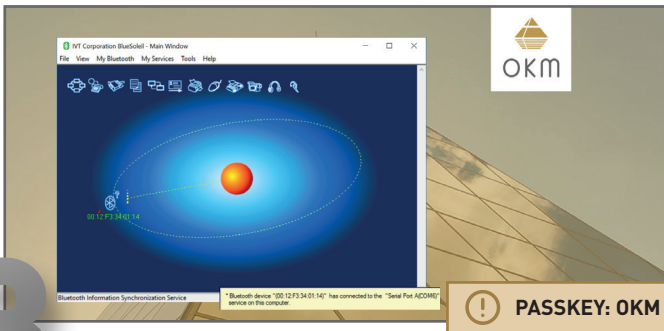 IVT Corporation BlueSoleil - Main Window
File View My Bluetooth My Services Tools Help
OKM
00:12:F3:34:01:14
Bluetooth Information Synchronization Service
* Bluetooth device "(00:12:F3:34:01:14)" has connected to the "Serial Port A(COM6)"
service on this computer.
PASSKEY: OKM